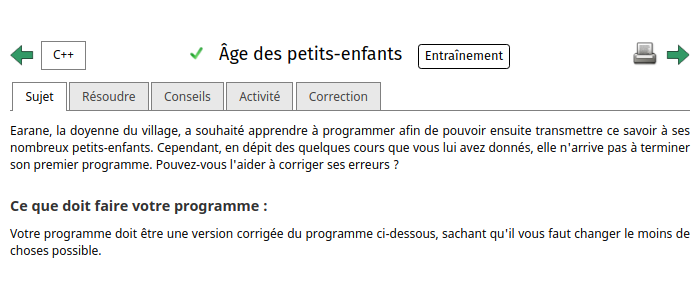 C++
Âge des petits-enfants
Entraînement
Sujet
Résoudre
Conseils
Activité
Correction
Earane, la doyenne du village, a souhaité apprendre à programmer afin de pouvoir ensuite transmettre ce savoir à ses
nombreux petits-enfants. Cependant, en dépit des quelques cours que vous lui avez donnés, elle n'arrive pas à terminer
son premier programme. Pouvez-vous l'aider à corriger ses erreurs ?
Ce que doit faire votre programme :
Votre programme doit être une version corrigée du programme ci-dessous, sachant qu'il vous faut changer le moins de
choses possible.